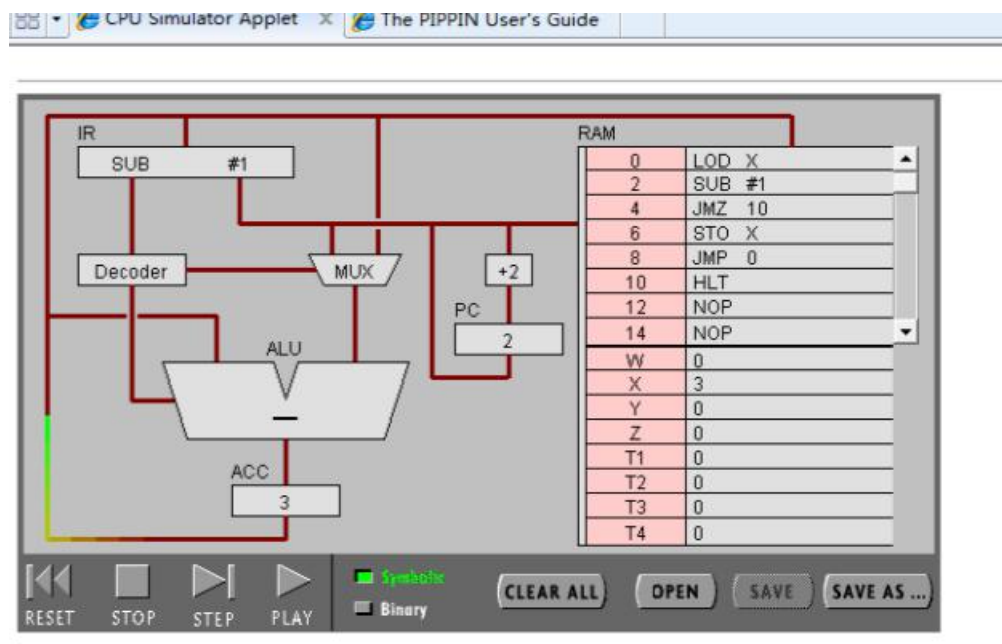 CPU Simulator Applet X The PIPPIN User's Guide
IR
SUB #1
Decoder
MUX
+2
PC
2
ALU
—
ACC
3
RAM
0 LOD X
2 SUB #1
4 JMZ 10
6 STO X
8 JMP 0
10 HLT
12 NOP
14 NOP
W 0
X 3
Y 0
Z 0
T1 0
T2 0
T3 0
T4 0
RESET STOP STEP PLAY
Symbolic
Binary
CLEAR ALL OPEN SAVE SAVE AS ...